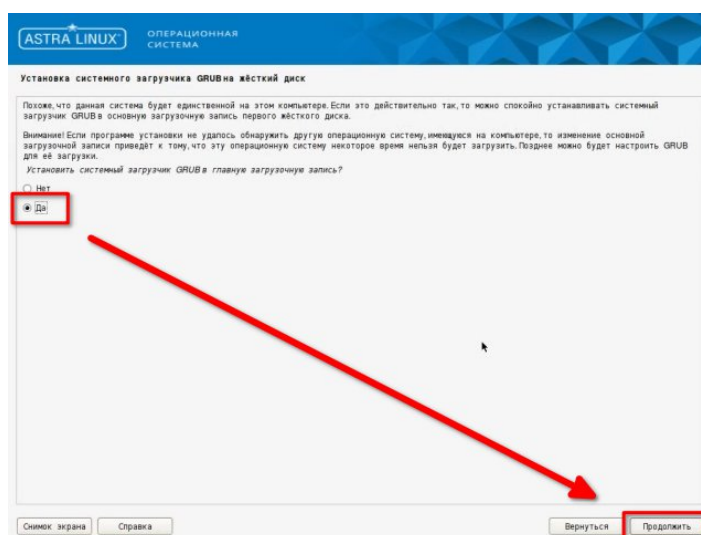 ASTRA LINUX®
ОПЕРАЦИОННАЯ
СИСТЕМА
Установка системного загрузчика GRUB на жёсткий диск
Похоже, что данная система будет единственной на этом компьютере. Если это действительно так, то можно спокойно устанавливать системный
загрузчик GRUB в основную загрузочную запись первого жёсткого диска.
Внимание! Если программе установки не удалось обнаружить другую операционную систему, имеющуюся на компьютере, то изменение основной
загрузочной записи приведёт к тому, что эту операционную систему некоторое время нельзя будет загрузить. Позднее можно будет настроить GRUB
для её загрузки.
Установить системный загрузчик GRUB в главную загрузочную запись?
Нет
Да
Снимок экрана Справка Вернуться Продолжить